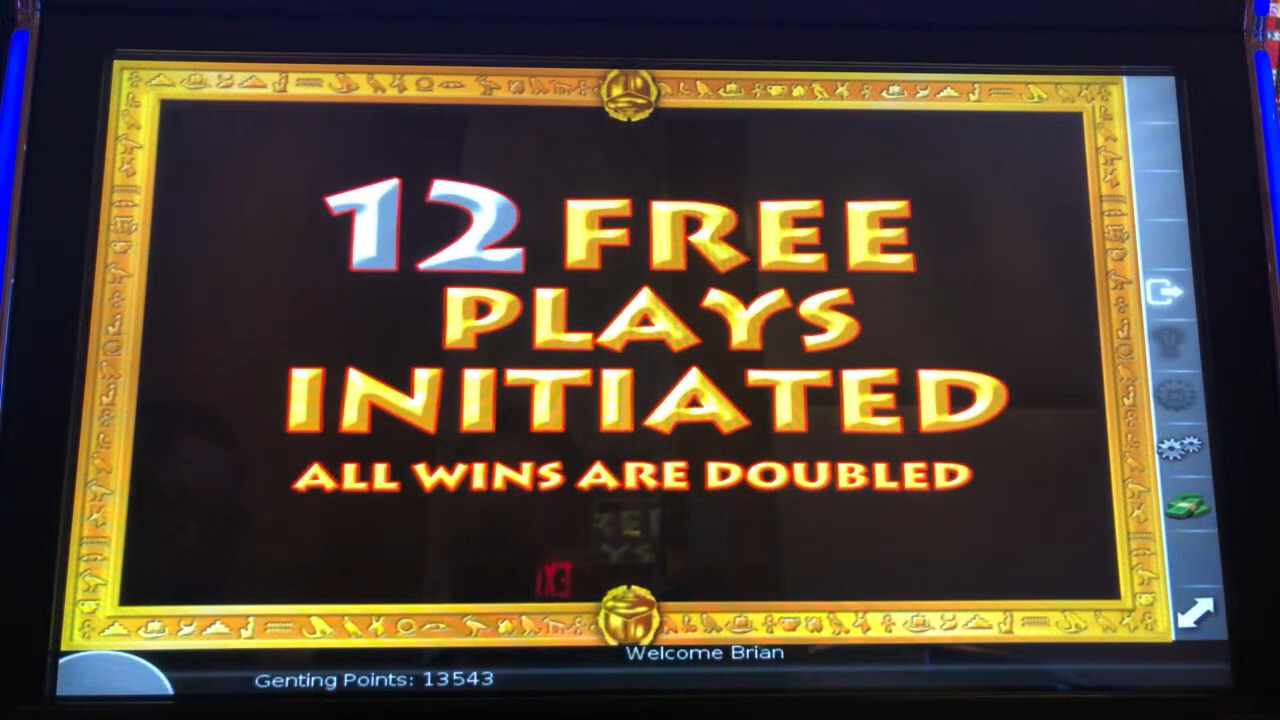 12 FREE
PLAYS
INITIATED
ALL WINS ARE DOUBLED
Welcome Brian
Genting Points: 13543